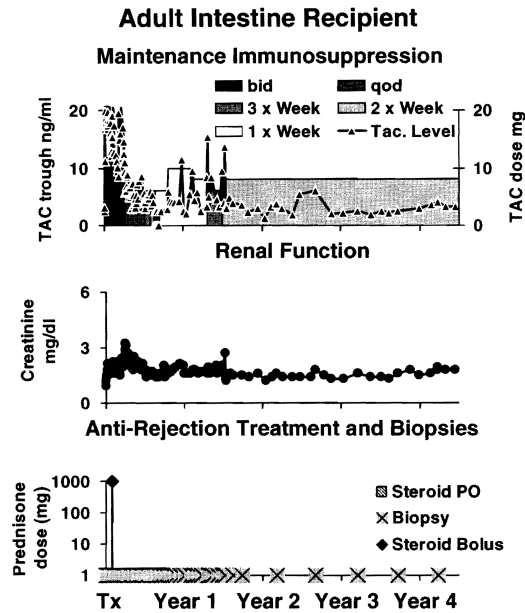 Adult Intestine Recipient
Maintenance Immunosuppression
bid qod
3 x Week 2 x Week
1 x Week Tac. Level
TAC trough ng/ml
20
10
0
20
10
0
TAC dose mg
Renal Function
Creatinine
mg/dl
6
3
0
Anti-Rejection Treatment and Biopsies
Prednisone
dose (mg)
1000
100
10
1
Steroid PO
Biopsy
Steroid Bolus
Tx Year 1 Year 2 Year 3 Year 4